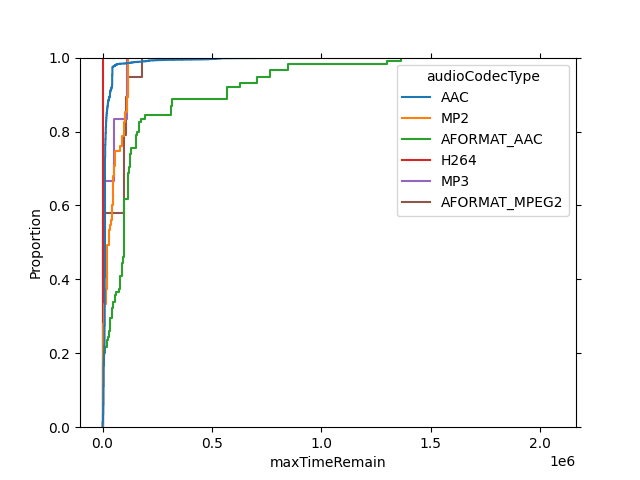 1.0
0.8
0.6
0.4
0.2
0.0
Proportion
0.0
0.5
1.0
1.5
2.0
1e6
maxTimeRemain
audioCodecType
AAC
MP2
AFORMAT_AAC
H264
MP3
AFORMAT_MPEG2